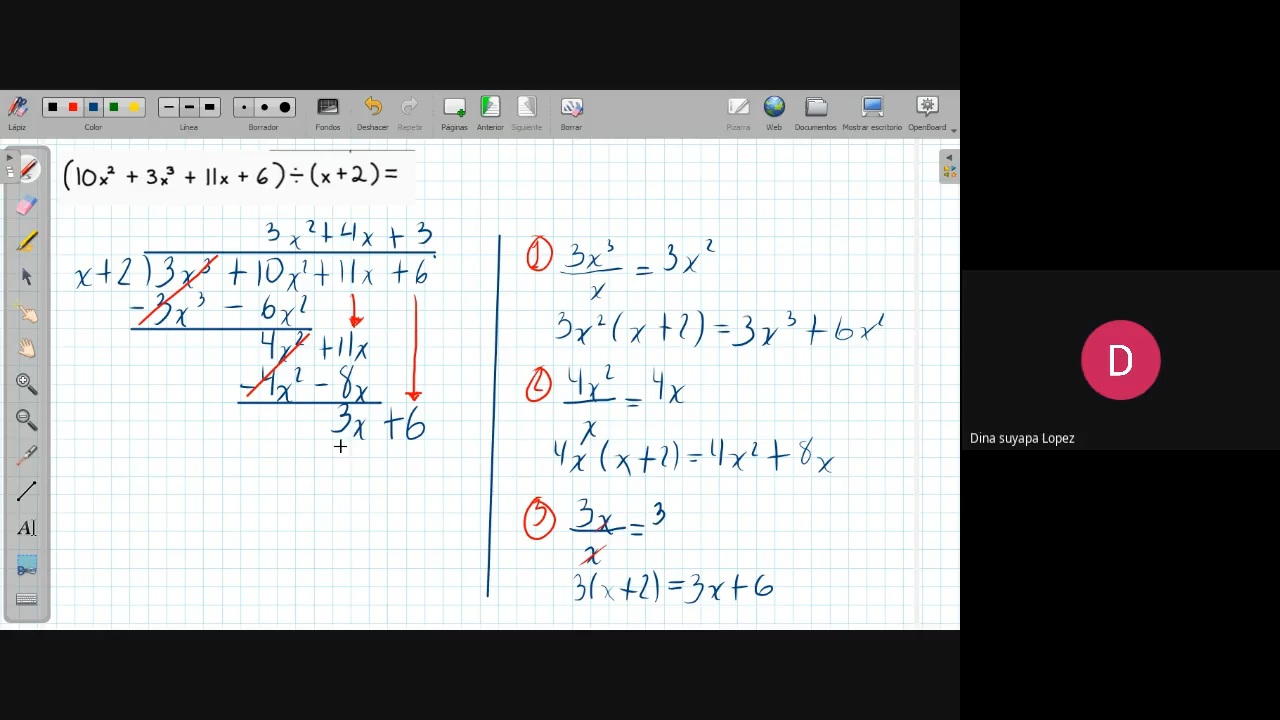 Lápiz Color Línea Borrador Fondos Deshacer Repetir Páginas Anterior Siguiente Borrar Pizarra Web Documentos Mostrar escritorio OpenBoard
(10x² + 3x³ + 11x + 6) ÷ (x + 2) =
3x² + 4x + 3
x + 2 ) 3x³ + 10x² + 11x + 6
- 3x³ - 6x²
4x² + 11x
- 4x² - 8x
3x + 6
① 3x³/x = 3x²
3x² (x + 2) = 3x³ + 6x²
② 4x²/x = 4x
4x (x + 2) = 4x² + 8x
③ 3x/x = 3
3(x + 2) = 3x + 6
A
D
Dina suyapa Lopez